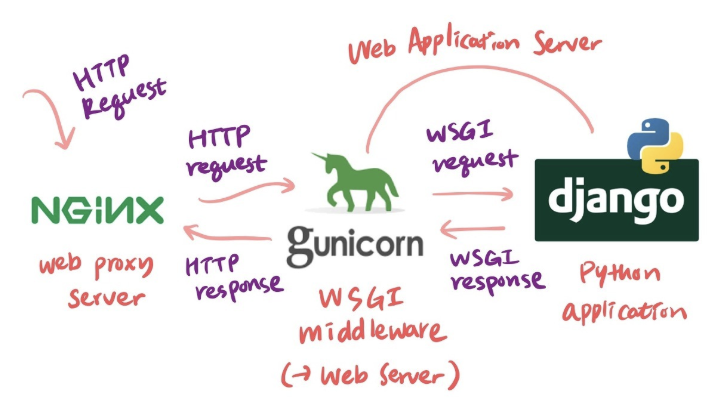 Web Application Server
HTTP
Request
HTTP
request
WSGI
request
NGiNX
gunicorn
django
web proxy
Server
HTTP
response
WSGI
middleware
(→ Web Server)
WSGI
response
Python
application